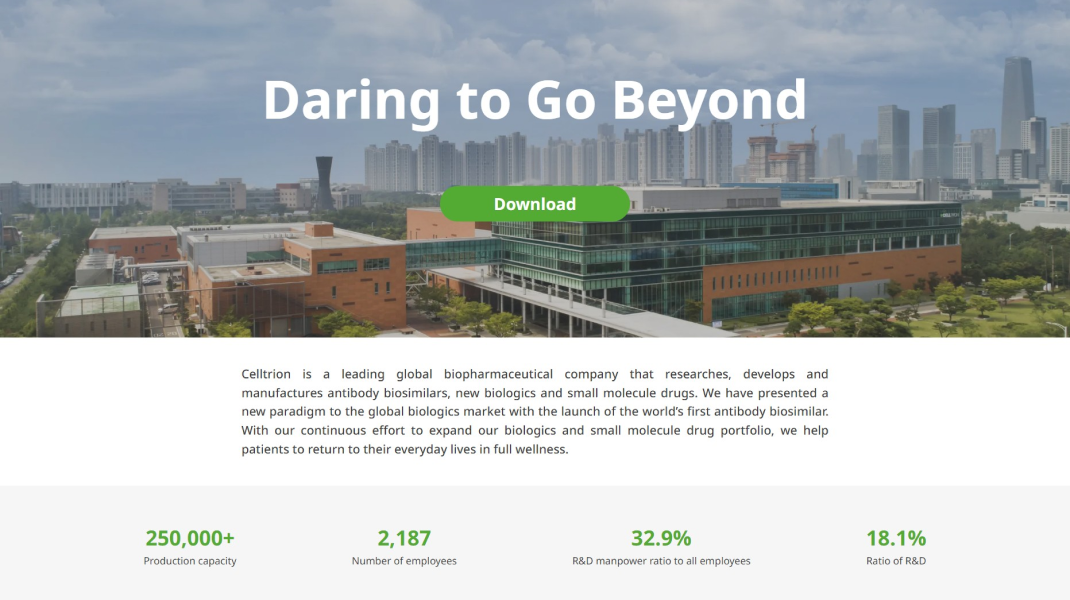 Daring to Go Beyond
Download
Celltrion is a leading global biopharmaceutical company that researches, develops and
manufactures antibody biosimilars, new biologics and small molecule drugs. We have presented a
new paradigm to the global biologics market with the launch of the world’s first antibody biosimilar.
With our continuous effort to expand our biologics and small molecule drug portfolio, we help
patients to return to their everyday lives in full wellness.
250,000+
Production capacity
2,187
Number of employees
32.9%
R&D manpower ratio to all employees
18.1%
Ratio of R&D